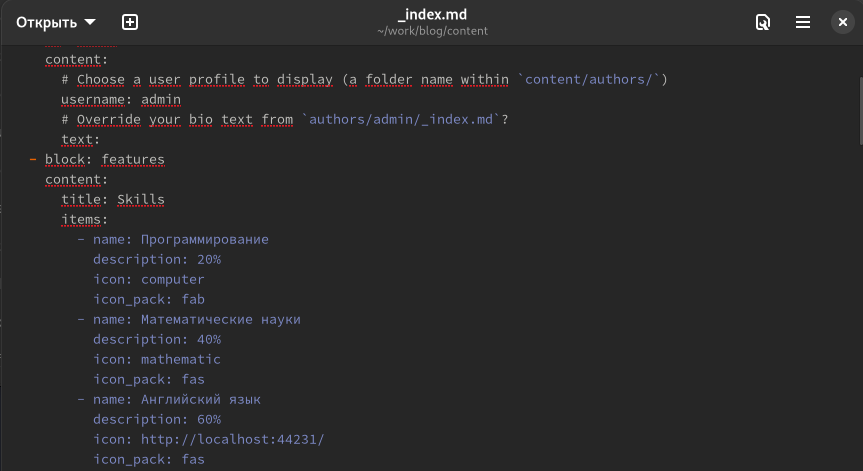 Открыть
_index.md
~/work/blog/content
content:
# Choose a user profile to display (a folder name within `content/authors/`)
username: admin
# Override your bio text from `authors/admin/_index.md`?
text:
- block: features
content:
title: Skills
items:
- name: Программирование
description: 20%
icon: computer
icon_pack: fab
- name: Математические науки
description: 40%
icon: mathematic
icon_pack: fas
- name: Английский язык
description: 60%
icon: http://localhost:44231/
icon_pack: fas